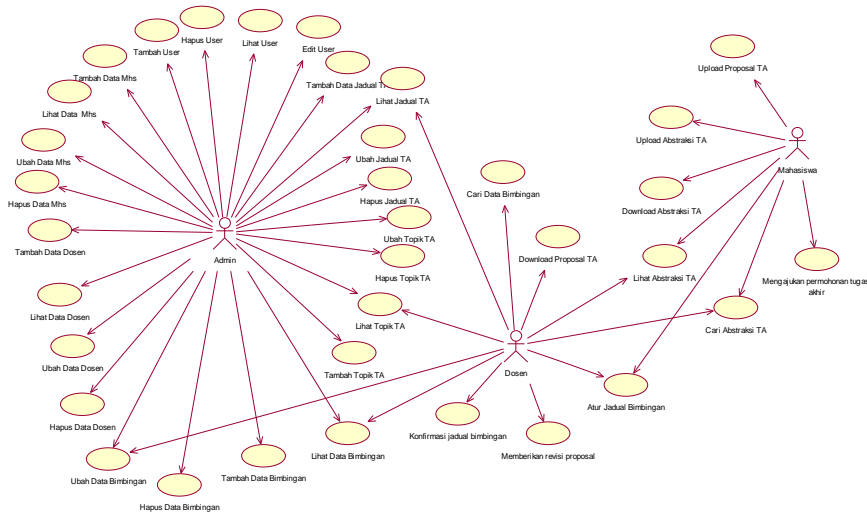 Hapus User
Lihat User
Edit User
Tambah User
Upload Proposal TA
Tambah Data Mhs
Tambah Data Jadual TA
Lihat Jadual TA
Lihat Data Mhs
Upload Abstraksi TA
Ubah Data Mhs
Ubah Jadual TA
Mahasiswa
Cari Data Bimbingan
Hapus Data Mhs
Hapus Jadual TA
Download Abstraksi TA
Ubah Topik TA
Tambah Data Dosen
Admin
Download Proposal TA
Hapus Topik TA
Lihat Abstraksi TA
Mengajukan permohonan tugas
akhir
Lihat Data Dosen
Lihat Topik TA
Cari Abstraksi TA
Ubah Data Dosen
Tambah Topik TA
Dosen
Atur Jadual Bimbingan
Hapus Data Dosen
Konfirmasi jadual bimbingan
Lihat Data Bimbingan
Memberikan revisi proposal
Ubah Data Bimbingan
Tambah Data Bimbingan
Hapus Data Bimbingan